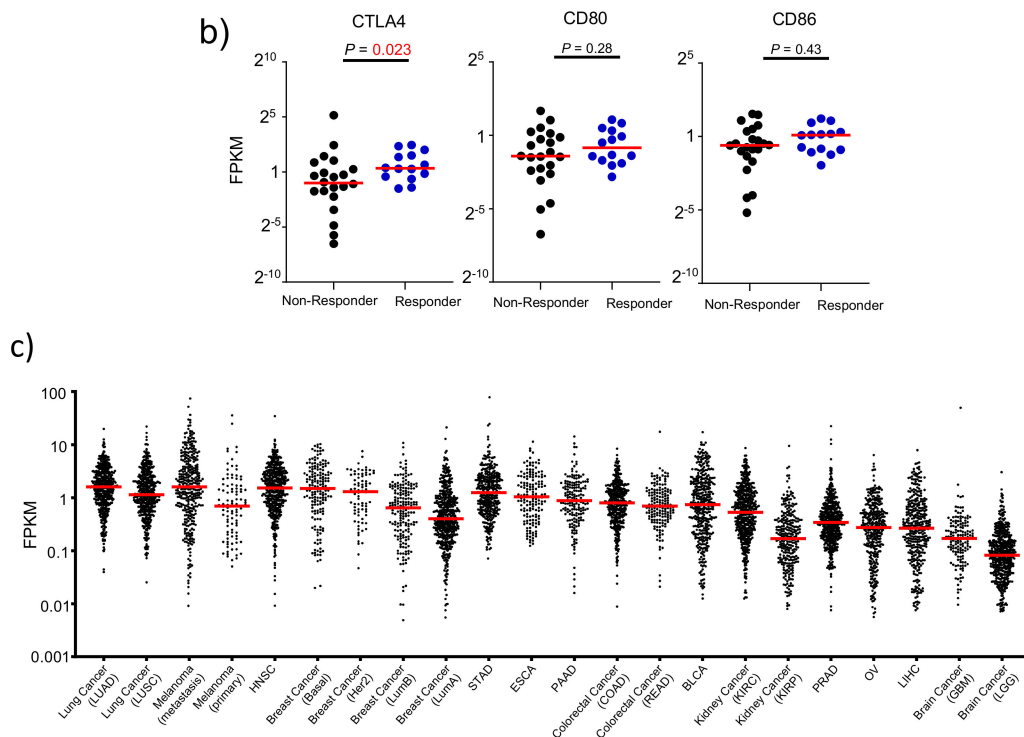 b)
CTLA4
CD80
CD86
P = 0.023
P = 0.28
P = 0.43
FPKM
2^10
2^5
1
2^-5
2^-10
2^5
1
2^-5
2^-10
2^5
1
2^-5
2^-10
Non-Responder
Responder
Non-Responder
Responder
Non-Responder
Responder
c)
FPKM
100
10
1
0.1
0.01
0.001
Lung Cancer
(LUAD)
Lung Cancer
(LUSC)
Melanoma
(metastasis)
Melanoma
(primary)
HNSC
Breast Cancer
(Basal)
Breast Cancer
(Her2)
Breast Cancer
(LumB)
Breast Cancer
(LumA)
STAD
ESCA
PAAD
Colorectal Cancer
(COAD)
Colorectal Cancer
(READ)
BLCA
Kidney Cancer
(KIRC)
Kidney Cancer
(KIRP)
PRAD
OV
LIHC
Brain Cancer
(GBM)
Brain Cancer
(LGG)